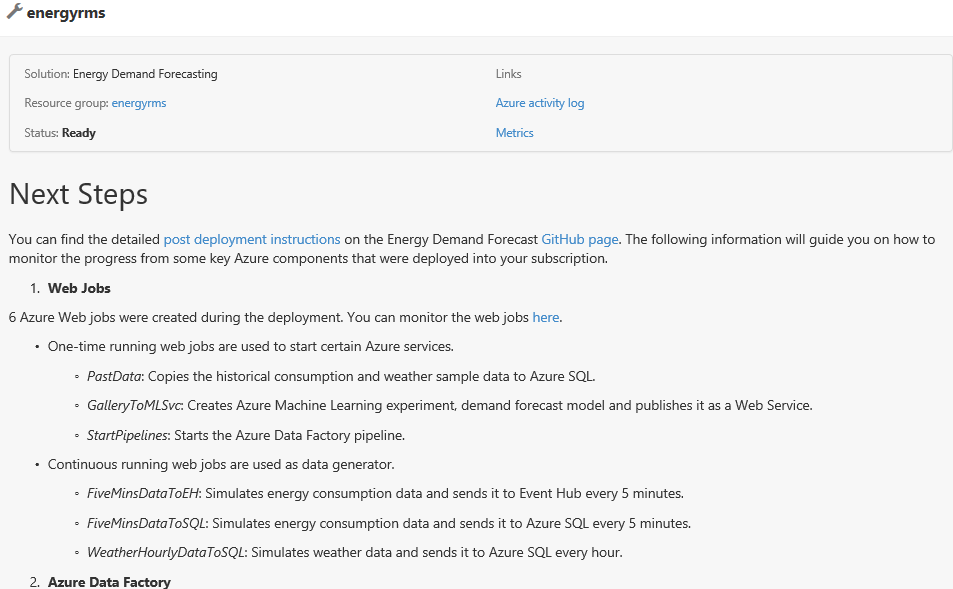 energyrms
Solution: Energy Demand Forecasting
Links
Resource group: energyrms
Azure activity log
Status: Ready
Metrics
Next Steps
You can find the detailed post deployment instructions on the Energy Demand Forecast GitHub page. The following information will guide you on how to
monitor the progress from some key Azure components that were deployed into your subscription.
1. Web Jobs
6 Azure Web jobs were created during the deployment. You can monitor the web jobs here.
• One-time running web jobs are used to start certain Azure services.
◦ PastData: Copies the historical consumption and weather sample data to Azure SQL.
◦ GalleryToMLSvc: Creates Azure Machine Learning experiment, demand forecast model and publishes it as a Web Service.
◦ StartPipelines: Starts the Azure Data Factory pipeline.
• Continuous running web jobs are used as data generator.
◦ FiveMinsDataToEH: Simulates energy consumption data and sends it to Event Hub every 5 minutes.
◦ FiveMinsDataToSQL: Simulates energy consumption data and sends it to Azure SQL every 5 minutes.
◦ WeatherHourlyDataToSQL: Simulates weather data and sends it to Azure SQL every hour.
2. Azure Data Factory